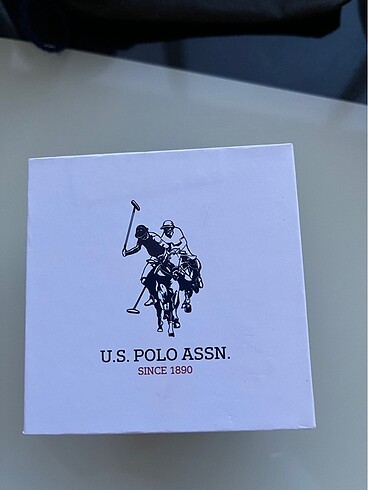 U.S. POLO ASSN.
SINCE 1890